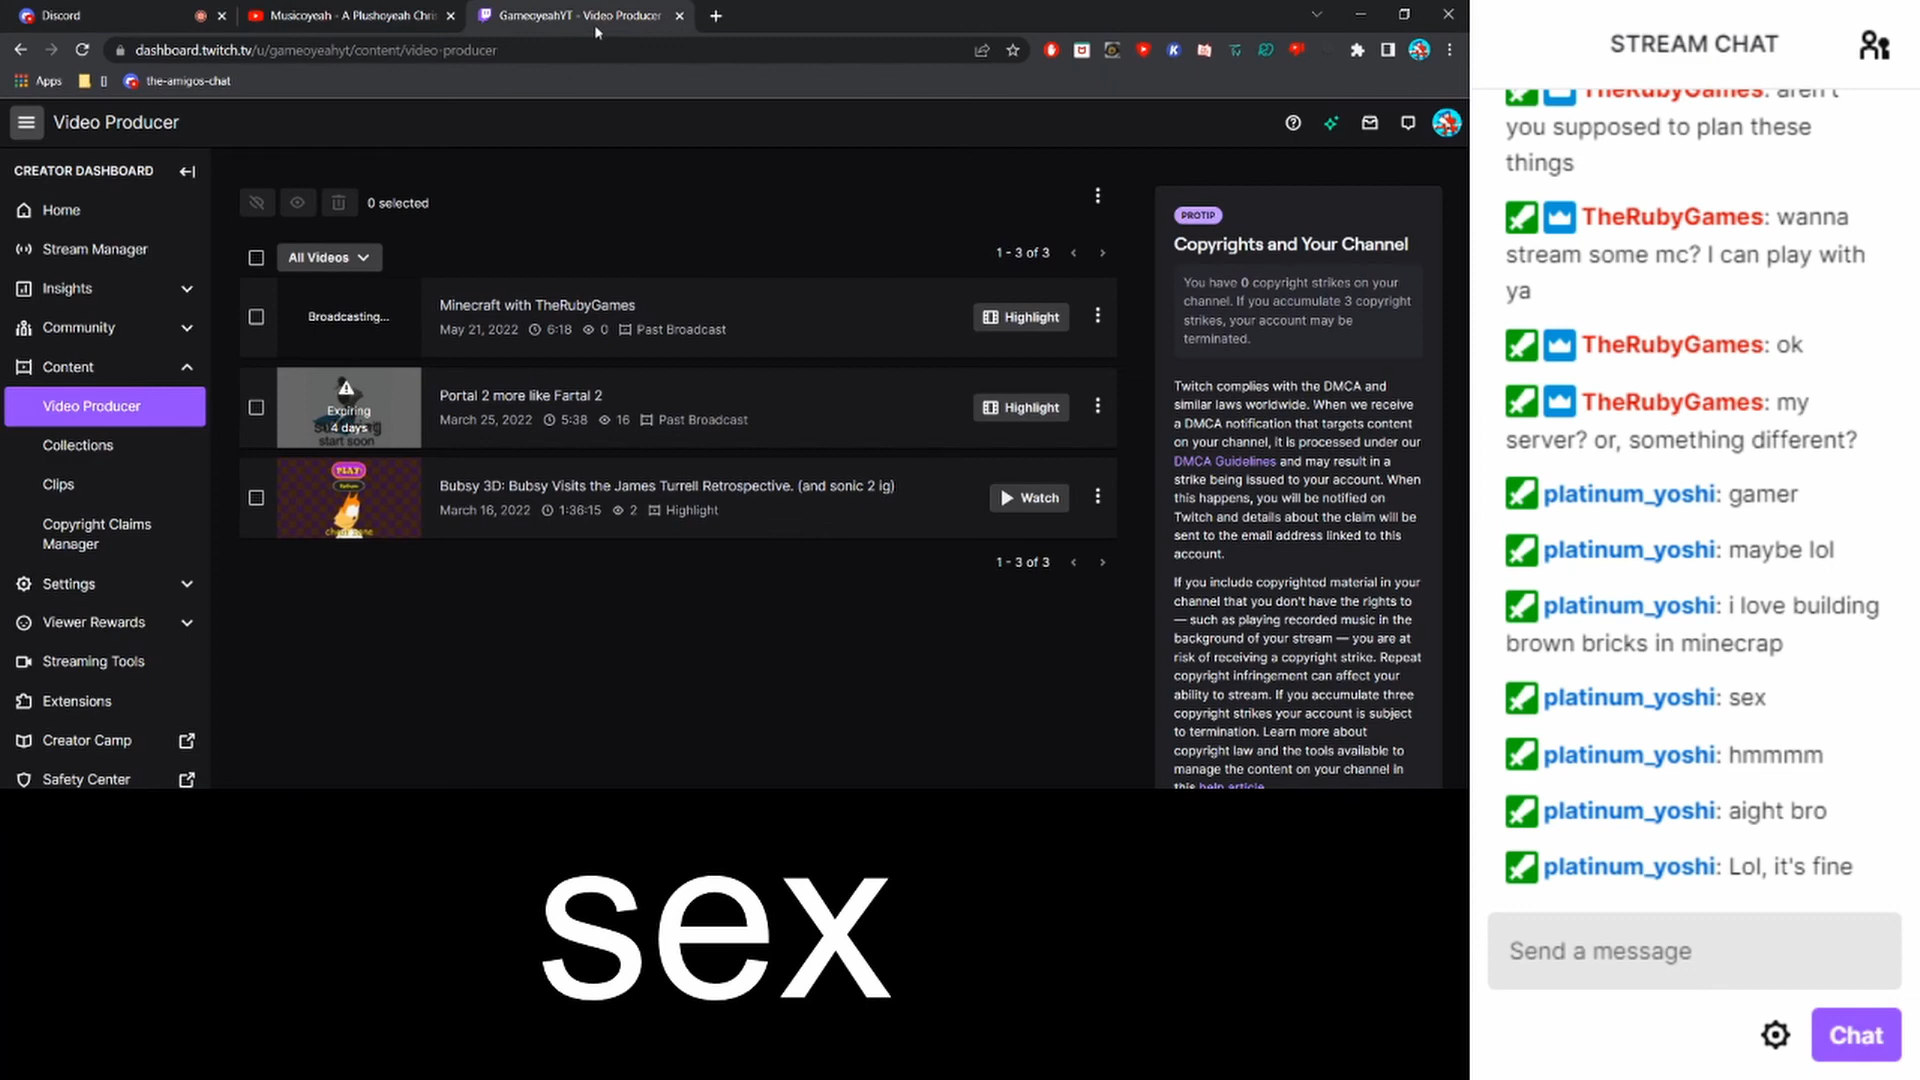 Discord
Musicoyeah - A Plushoyeah Chris
GameoyeahYT - Video Producer
dashboard.twitch.tv/u/gameoyeahyt/content/video-producer
Apps
the-amigos-chat
Video Producer
CREATOR DASHBOARD
Home
Stream Manager
Insights
Community
Content
Video Producer
Collections
Clips
Copyright Claims
Manager
Settings
Viewer Rewards
Streaming Tools
Extensions
Creator Camp
Safety Center
0 selected
All Videos
1 - 3 of 3
Broadcasting...
Minecraft with TheRubyGames
May 21, 2022 6:18 0 Past Broadcast
Highlight
Expiring
4 days
start soon
Portal 2 more like Fartal 2
March 25, 2022 5:38 16 Past Broadcast
Highlight
PLAY!
Bubsy 3D: Bubsy Visits the James Turrell Retrospective. (and sonic 2 ig)
March 16, 2022 1:36:15 2 Highlight
Watch
1 - 3 of 3
PROTIP
Copyrights and Your Channel
You have 0 copyright strikes on your
channel. If you accumulate 3 copyright
strikes, your account may be
terminated.
Twitch complies with the DMCA and
similar laws worldwide. When we receive
a DMCA notification that targets content
on your channel, it is processed under our
DMCA Guidelines and may result in a
strike being issued to your account. When
this happens, you will be notified on
Twitch and details about the claim will be
sent to the email address linked to this
account.
If you include copyrighted material in your
channel that you don't have the rights to
— such as playing recorded music in the
background of your stream — you are at
risk of receiving a copyright strike. Repeat
copyright infringement can affect your
ability to stream. If you accumulate three
copyright strikes your account is subject
to termination. Learn more about
copyright law and the tools available to
manage the content on your channel in
this help article.
sex
STREAM CHAT
TheRubyGames: aren't
you supposed to plan these
things
TheRubyGames: wanna
stream some mc? I can play with
ya
TheRubyGames: ok
TheRubyGames: my
server? or, something different?
platinum_yoshi: gamer
platinum_yoshi: maybe lol
platinum_yoshi: i love building
brown bricks in minecrap
platinum_yoshi: sex
platinum_yoshi: hmmmm
platinum_yoshi: aight bro
platinum_yoshi: Lol, it's fine
Send a message
Chat